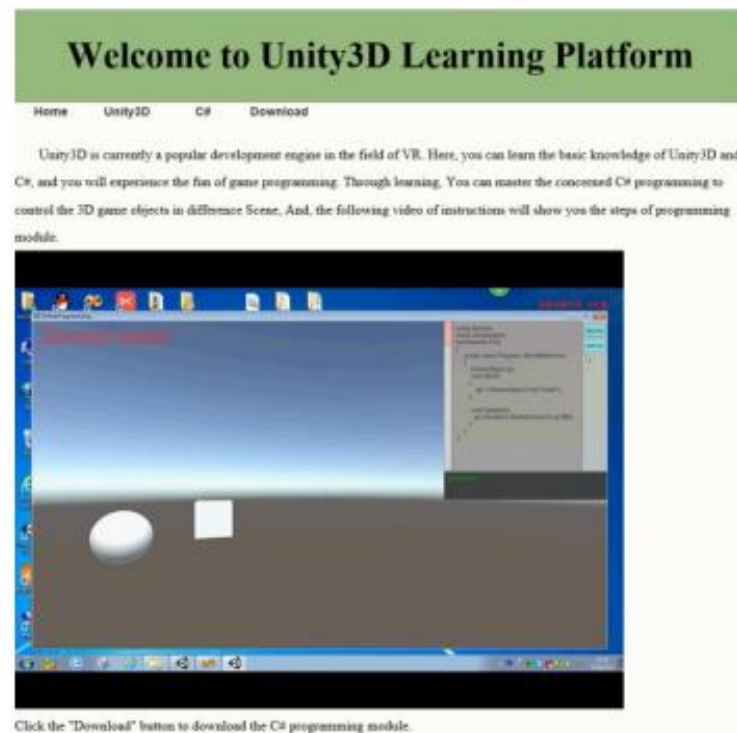 Welcome to Unity3D Learning Platform
Home Unity3D C# Download
Unity3D is currently a popular development engine in the field of VR. Here, you can learn the basic knowledge of Unity3D and
C#, and you will experience the fun of game programming. Through learning, You can master the concerned C# programming to
control the 3D game objects in difference Scene, And, the following video of instructions will show you the steps of programming
module.
Click the "Download" button to download the C# programming module.